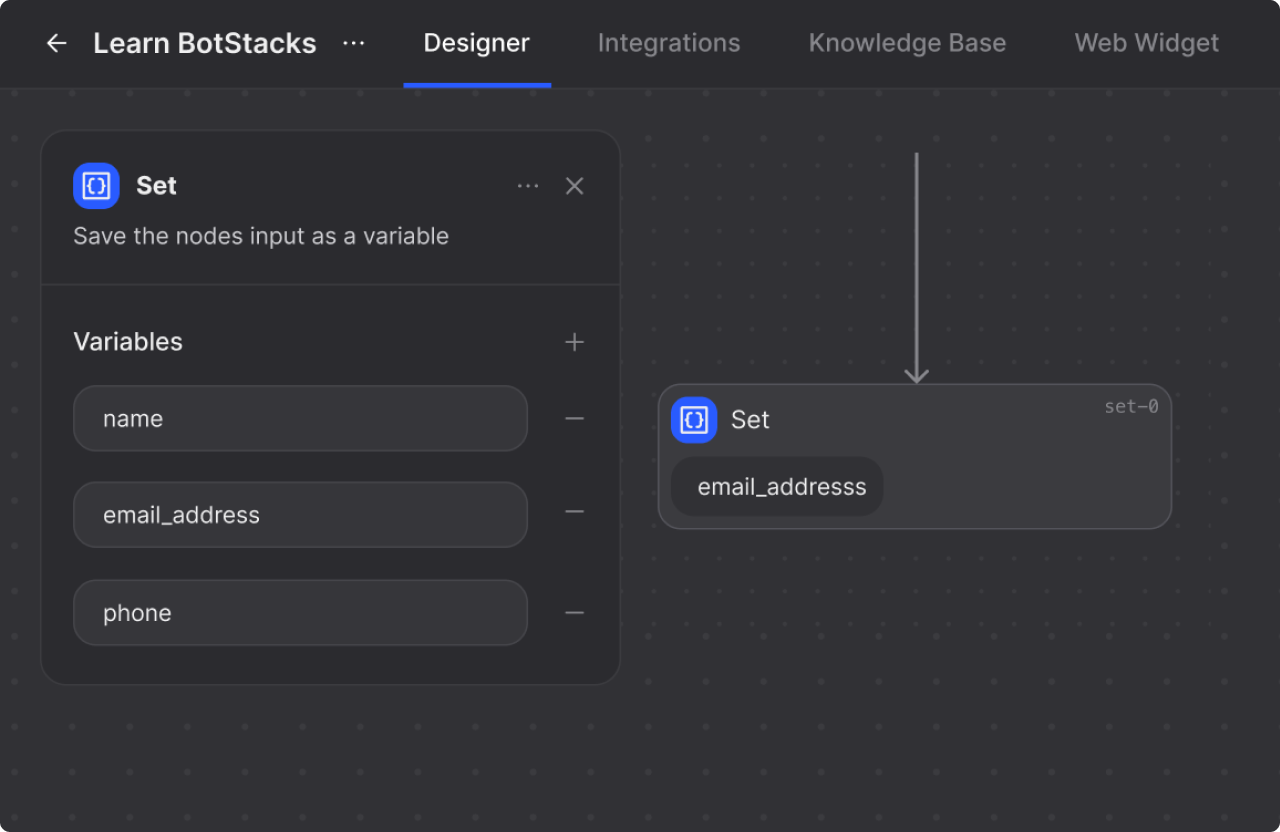 Learn BotStacks ... Designer Integrations Knowledge Base Web Widget
Set
Save the nodes input as a variable
Variables
name
email_address
phone
Set
set-0
email_addresss